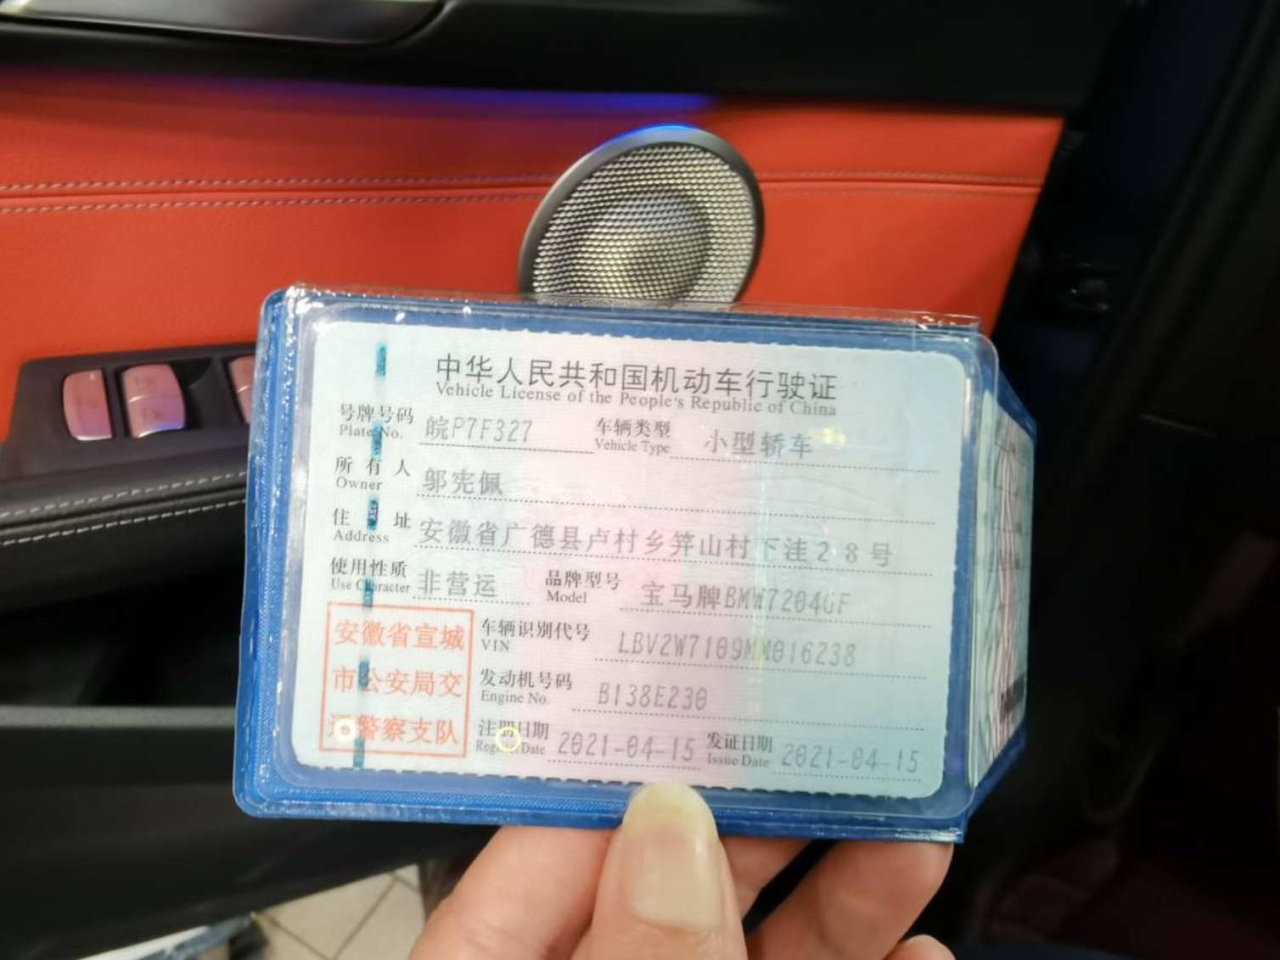 中华人民共和国机动车行驶证
Vehicle License of the People's Republic of China
号牌号码 皖P7F327 车辆类型 小型轿车
Plate No. Vehicle Type
所有人 邬宪佩
Owner
住址 安徽省广德县卢村乡笄山村下洼28号
Address
使用性质 非营运 品牌型号 宝马牌BMW7204GF
Use Character Model
安徽省宣城
市公安局交
通警察支队
车辆识别代号 LBV2W7109MM016238
VIN
发动机号码 B138E230
Engine No.
注册日期 2021-04-15 发证日期 2021-04-15
Register Date Issue Date